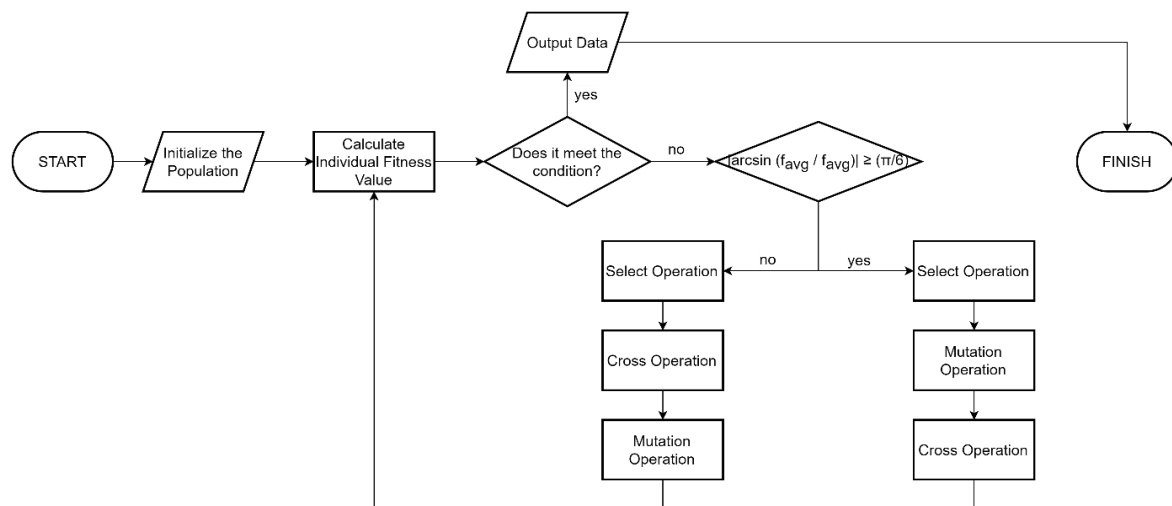 Output Data
yes
START
Initialize the
Population
Calculate
Individual Fitness
Value
Does it meet the
condition?
no
|arcsin (f_avg / f_avg)| ≥ (π/6)
FINISH
Select Operation
no
yes
Select Operation
Cross Operation
Mutation
Operation
Mutation
Operation
Cross Operation